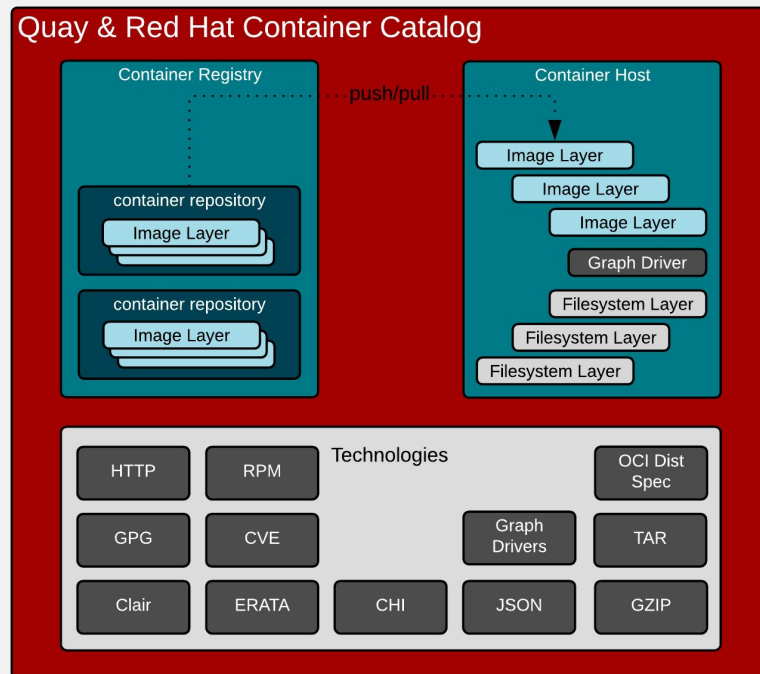 Quay & Red Hat Container Catalog
Container Registry
Container Host
push/pull
container repository
Image Layer
container repository
Image Layer
Image Layer
Image Layer
Image Layer
Graph Driver
Filesystem Layer
Filesystem Layer
Filesystem Layer
Technologies
HTTP
RPM
OCI Dist
Spec
GPG
CVE
Graph
Drivers
TAR
Clair
ERATA
CHI
JSON
GZIP